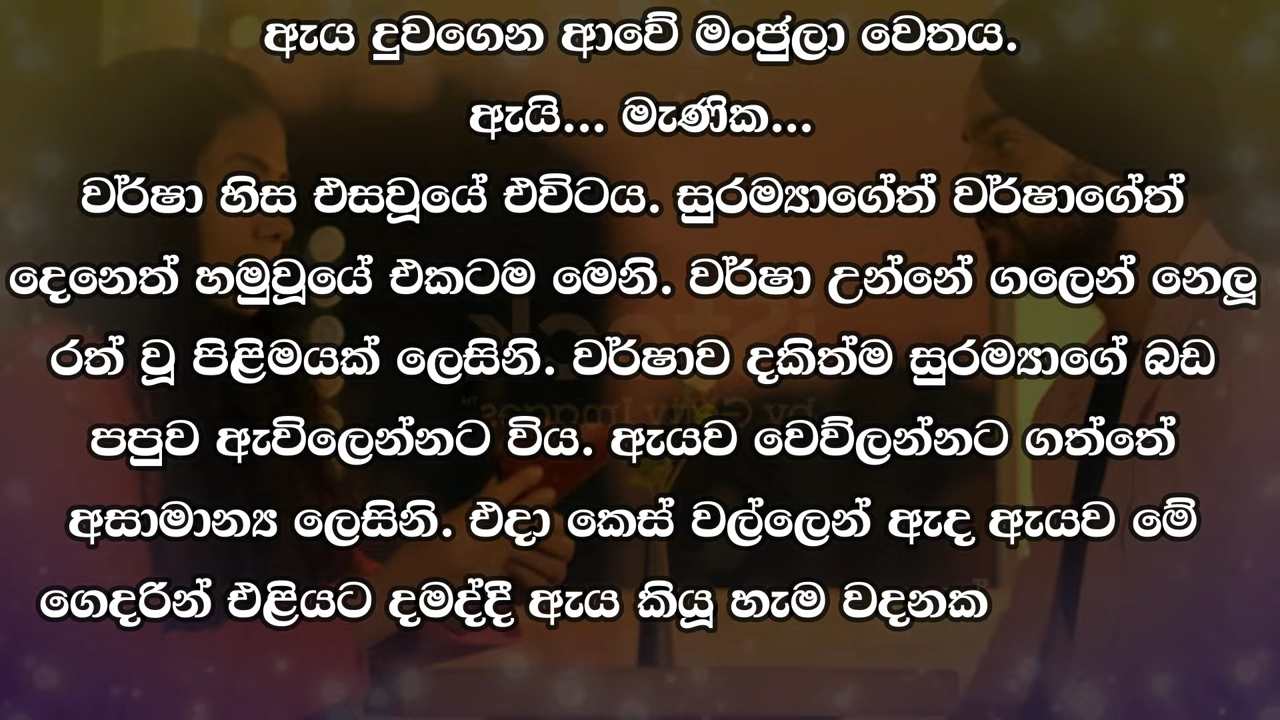 ඇය දුවගෙන ආවේ මංජුලා වෙතය.
ඇයි... මැණික...
වර්ෂා හිස එසවූයේ එවිටය. සුරම්‍යාගේත් වර්ෂාගේත්
දෙනෙත් හමුවූයේ එකටම මෙනි. වර්ෂා උන්නේ ගලෙන් නෙලූ
රත් වූ පිළිමයක් ලෙසිනි. වර්ෂාව දකිත්ම සුරම්‍යාගේ බඩ
පපුව ඇවිලෙන්නට විය. ඇයව වෙව්ලන්නට ගත්තේ
අසාමාන්‍ය ලෙසිනි. එදා කෙස් වල්ලෙන් ඇද ඇයව මේ
ගෙදරින් එළියට දමද්දී ඇය කියූ හැම වදනක